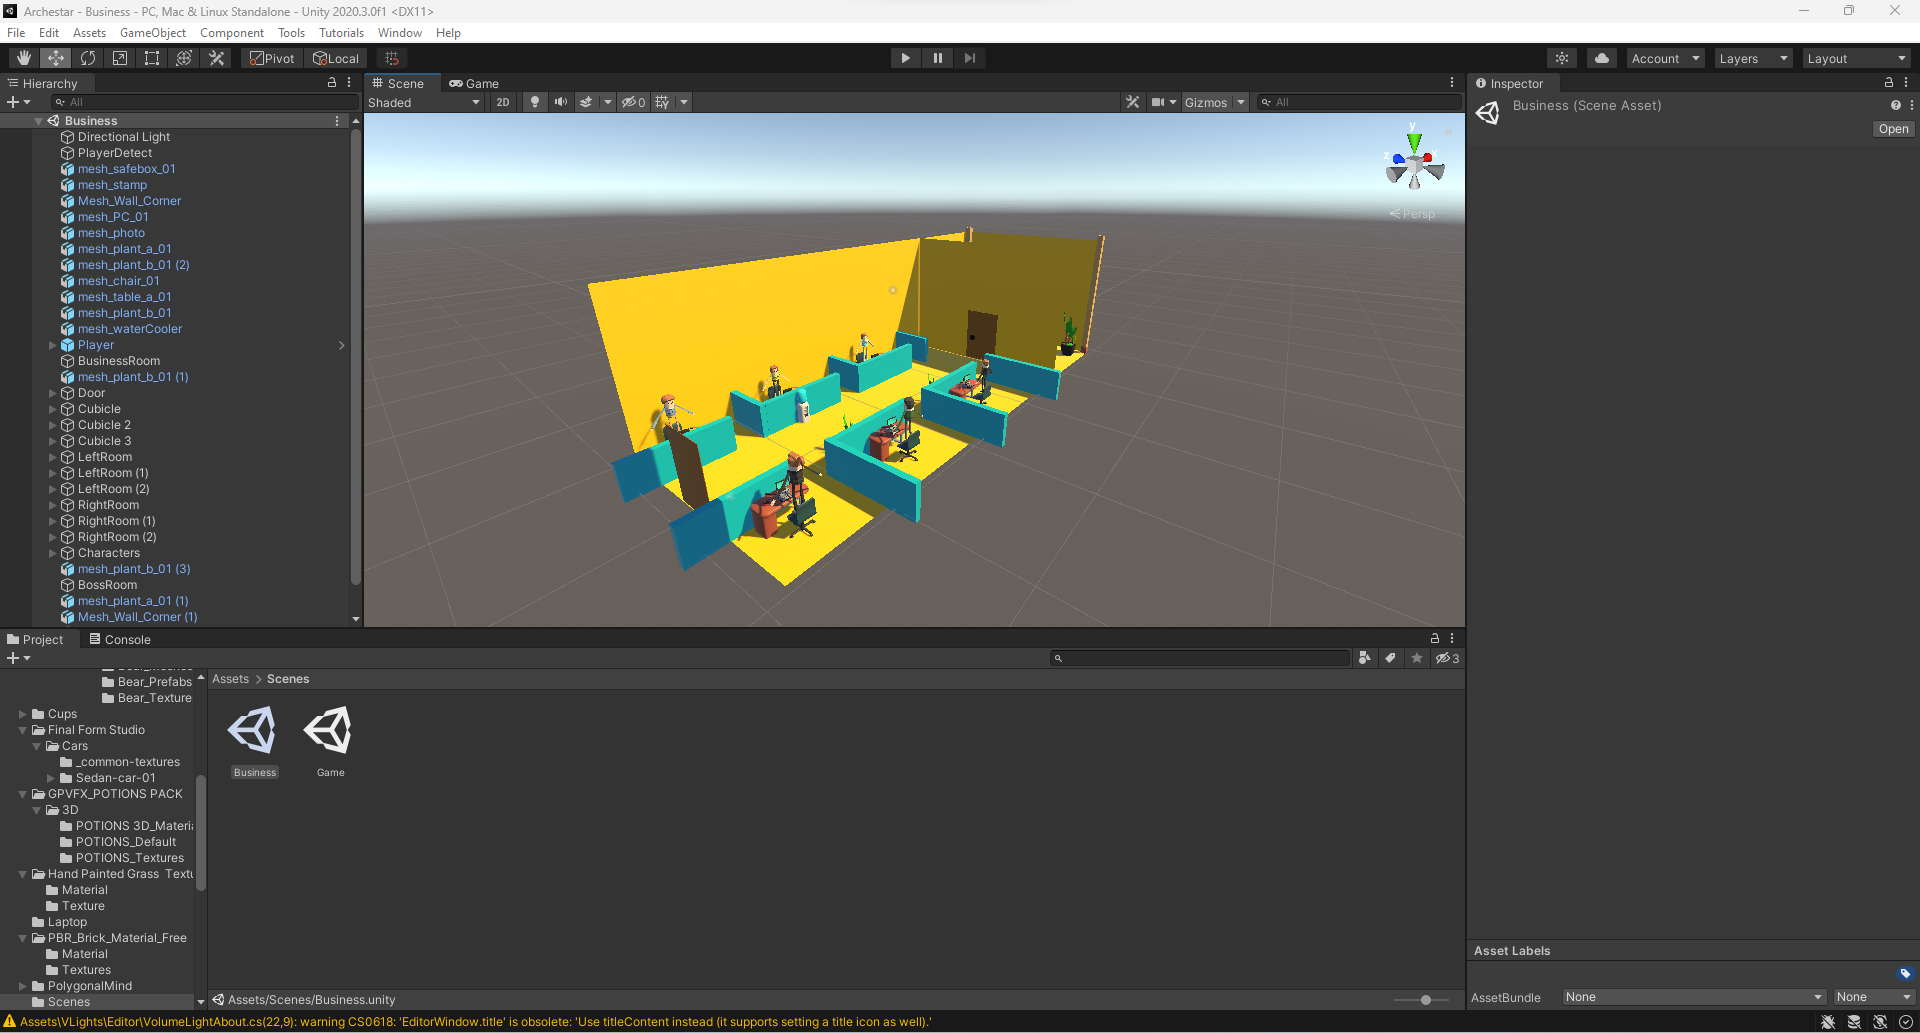 Archestar - Business - PC, Mac & Linux Standalone - Unity 2020.3.0f1 <DX11>
File Edit Assets GameObject Component Tools Tutorials Window Help
Pivot Local Account Layers Layout
Hierarchy
All
Business
Directional Light
PlayerDetect
mesh_safebox_01
mesh_stamp
Mesh_Wall_Corner
mesh_PC_01
mesh_photo
mesh_plant_a_01
mesh_plant_b_01 (2)
mesh_chair_01
mesh_table_a_01
mesh_plant_b_01
mesh_waterCooler
Player
BusinessRoom
mesh_plant_b_01 (1)
Door
Cubicle
Cubicle 2
Cubicle 3
LeftRoom
LeftRoom (1)
LeftRoom (2)
RightRoom
RightRoom (1)
RightRoom (2)
Characters
mesh_plant_b_01 (3)
BossRoom
mesh_plant_a_01 (1)
Mesh_Wall_Corner (1)
Scene Game
Shaded 2D 0 Gizmos All
y
z x
Persp
Inspector
Business (Scene Asset)
Open
Project Console
3
Bear_Prefabs
Bear_Texture
Cups
Final Form Studio
Cars
_common-textures
Sedan-car-01
GPVFX_POTIONS PACK
3D
POTIONS 3D_Materi
POTIONS_Default
POTIONS_Textures
Hand Painted Grass Textu
Material
Texture
Laptop
PBR_Brick_Material_Free
Material
Textures
PolygonalMind
Scenes
Assets > Scenes
Business Game
Assets/Scenes/Business.unity
Asset Labels
AssetBundle None None
Assets\VLights\Editor\VolumeLightAbout.cs(22,9): warning CS0618: 'EditorWindow.title' is obsolete: 'Use titleContent instead (it supports setting a title icon as well).'